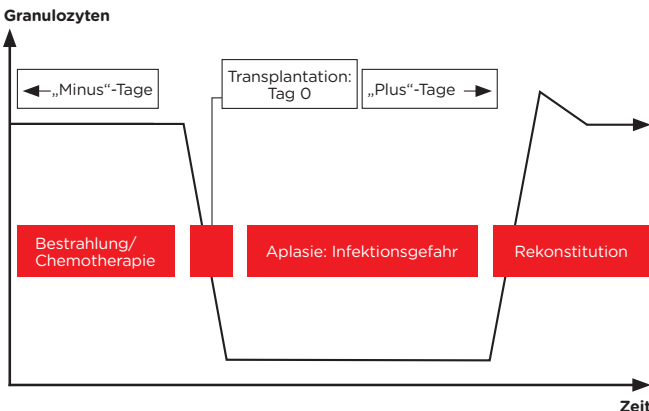 Granulozyten
„Minus“-Tage
Transplantation:
Tag 0
„Plus“-Tage
Bestrahlung/
Chemotherapie
Aplasie: Infektionsgefahr
Rekonstitution
Zeit